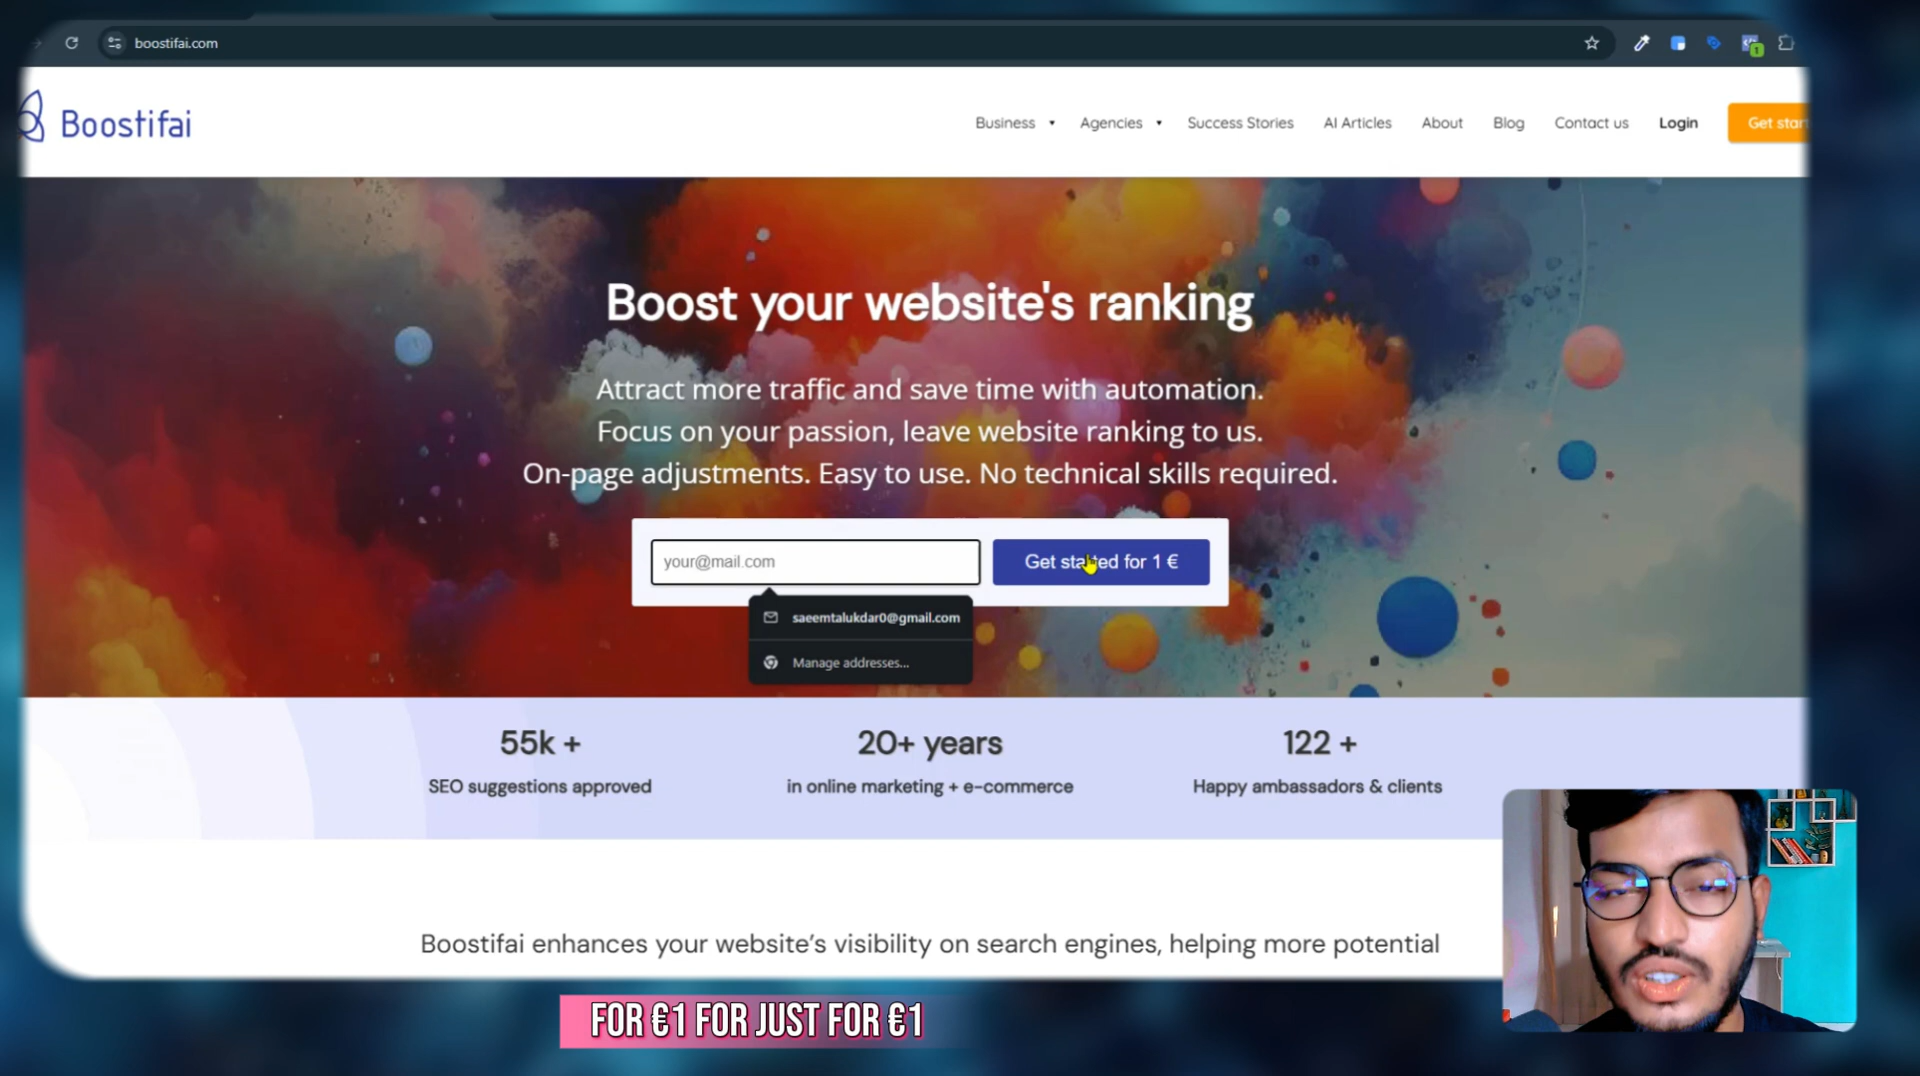 boostifai.com
1
Boostifai
Business
Agencies
Success Stories
AI Articles
About
Blog
Contact us
Login
Get star
Boost your website's ranking
Attract more traffic and save time with automation.
Focus on your passion, leave website ranking to us.
On-page adjustments. Easy to use. No technical skills required.
your@mail.com
Get started for 1 €
saeemtalukdar0@gmail.com
Manage addresses...
55k +
20+ years
122 +
SEO suggestions approved
in online marketing + e-commerce
Happy ambassadors & clients
Boostifai enhances your website’s visibility on search engines, helping more potential
FOR €1 FOR JUST FOR €1